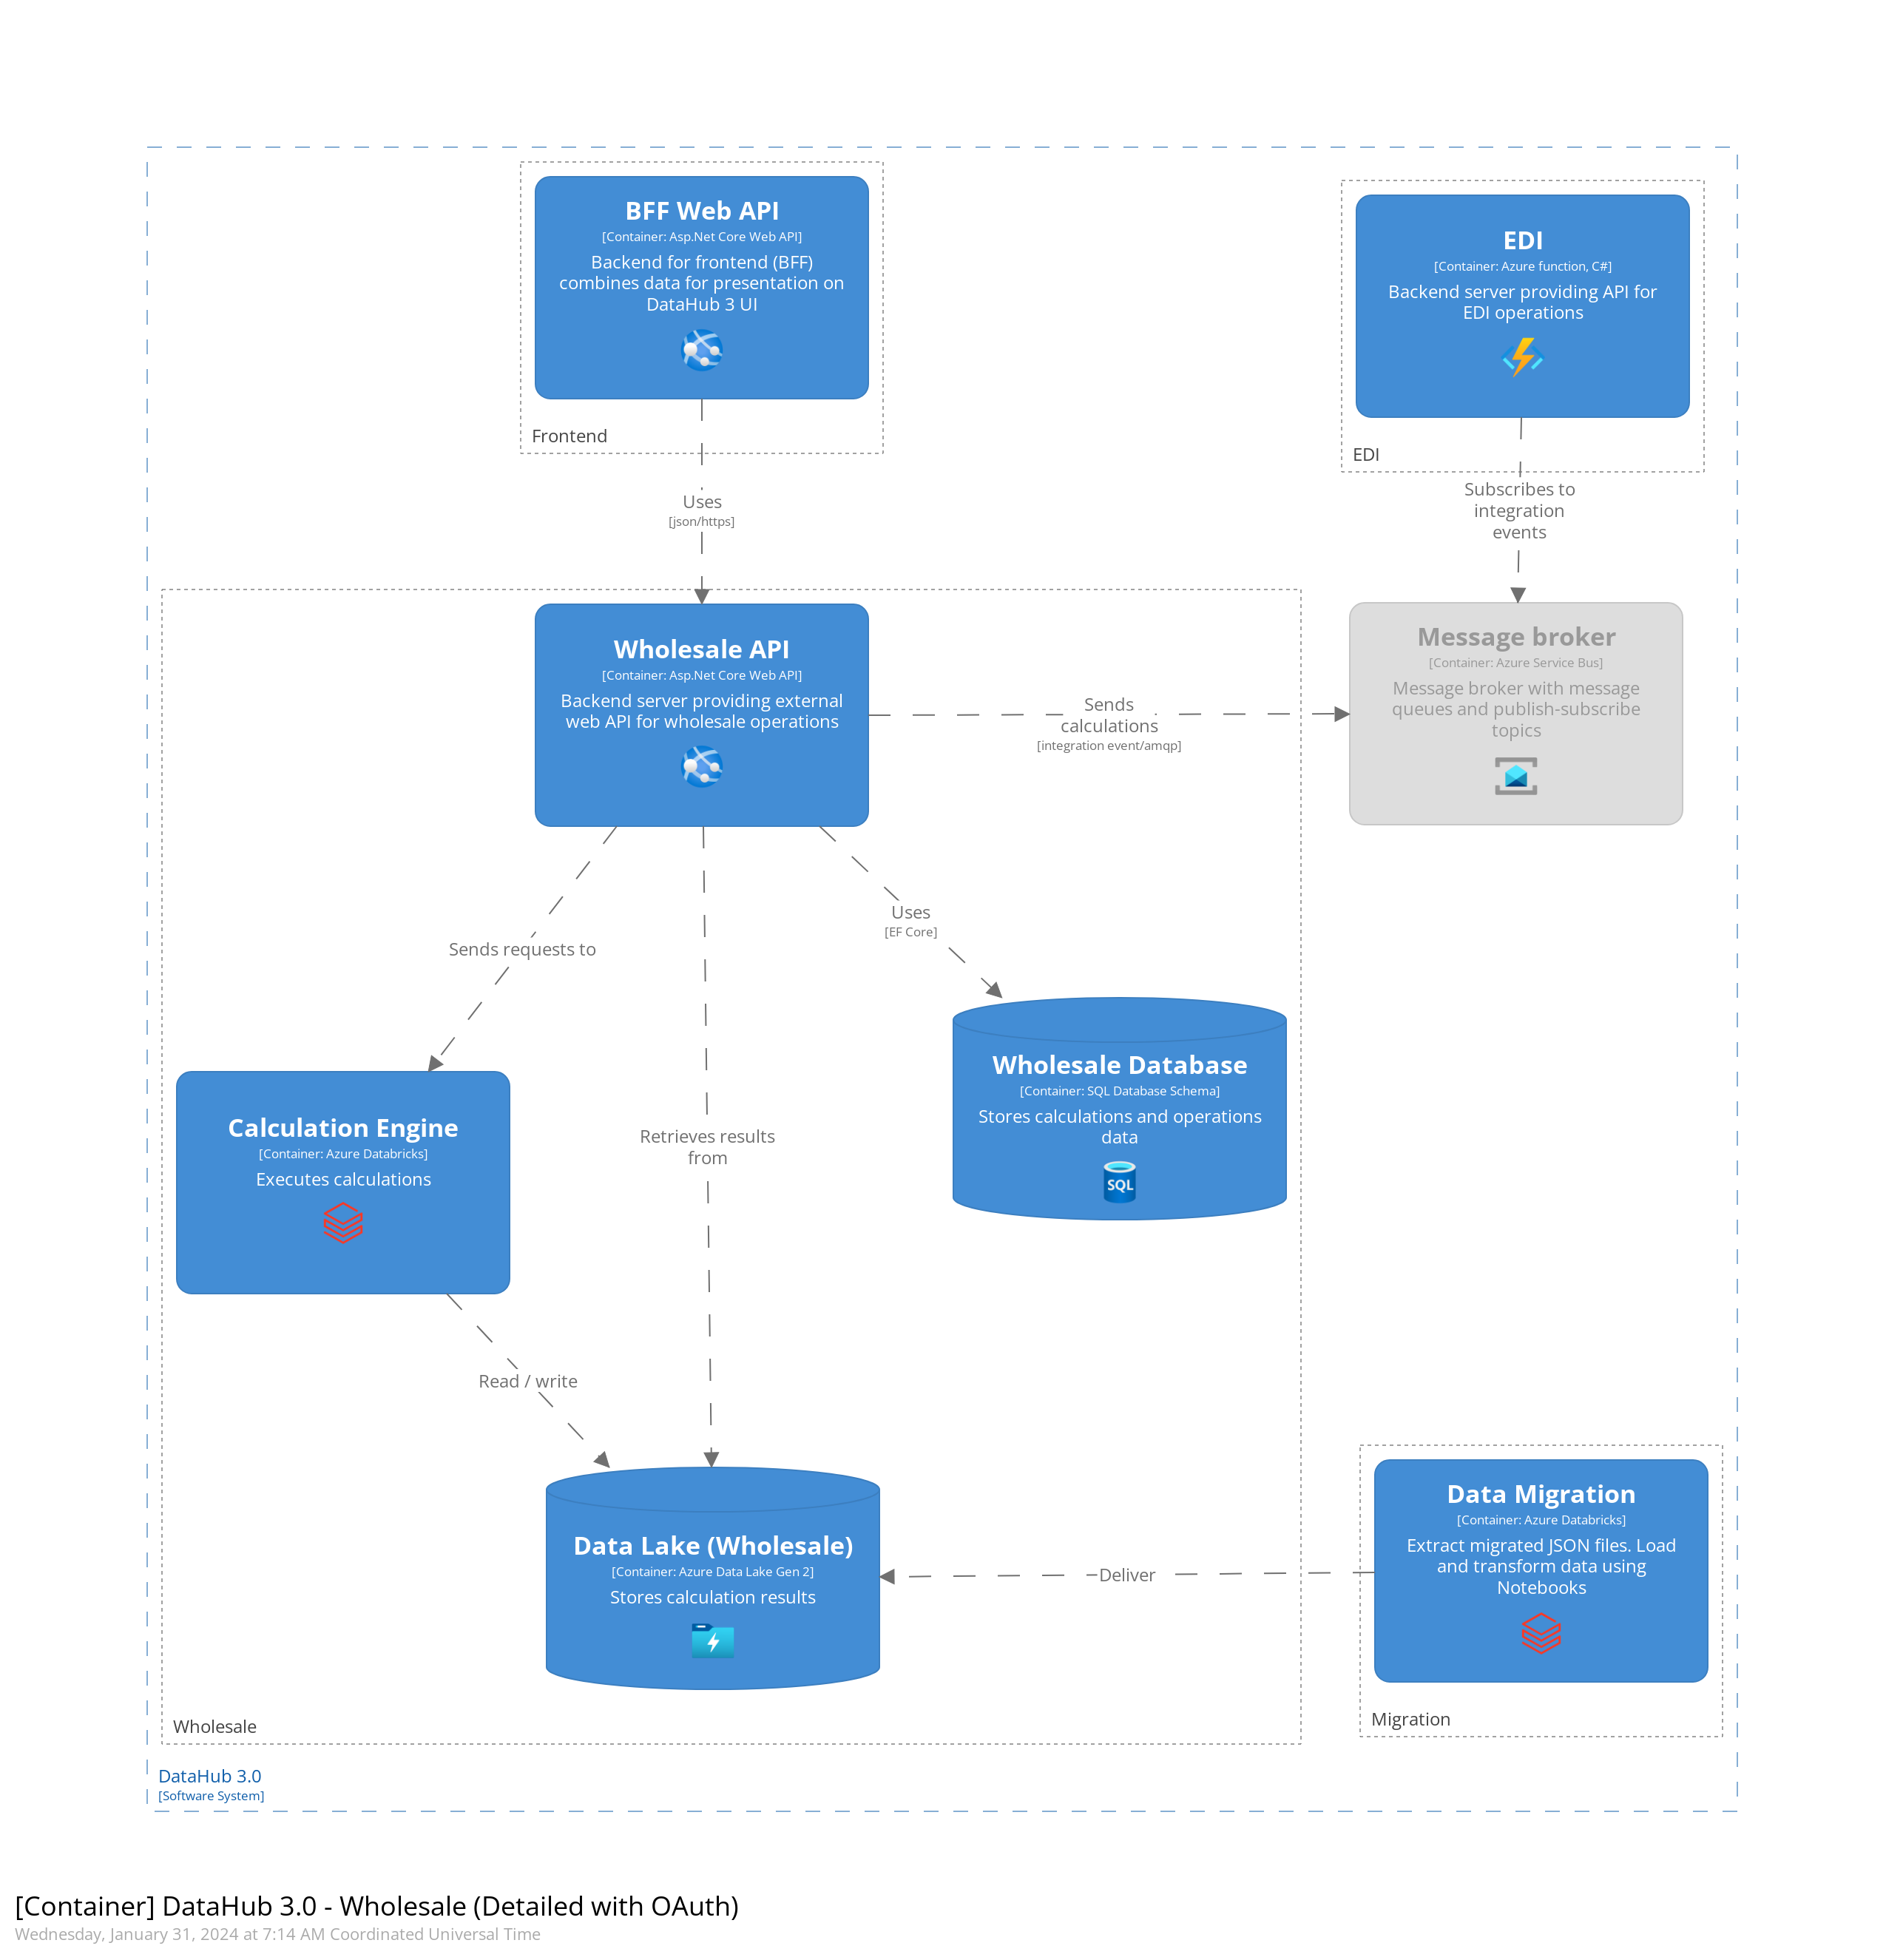 BFF Web API
[Container: Asp.Net Core Web API]
Backend for frontend (BFF)
combines data for presentation on
DataHub 3 UI
Frontend
EDI
[Container: Azure function, C#]
Backend server providing API for
EDI operations
EDI
Uses
[json/https]
Subscribes to
integration
events
Wholesale API
[Container: Asp.Net Core Web API]
Backend server providing external
web API for wholesale operations
Sends
calculations
[integration event/amqp]
Message broker
[Container: Azure Service Bus]
Message broker with message
queues and publish-subscribe
topics
Sends requests to
Uses
[EF Core]
Retrieves results
from
Wholesale Database
[Container: SQL Database Schema]
Stores calculations and operations
data
SQL
Calculation Engine
[Container: Azure Databricks]
Executes calculations
Read / write
Data Lake (Wholesale)
[Container: Azure Data Lake Gen 2]
Stores calculation results
Deliver
Data Migration
[Container: Azure Databricks]
Extract migrated JSON files. Load
and transform data using
Notebooks
Migration
Wholesale
DataHub 3.0
[Software System]
[Container] DataHub 3.0 - Wholesale (Detailed with OAuth)
Wednesday, January 31, 2024 at 7:14 AM Coordinated Universal Time